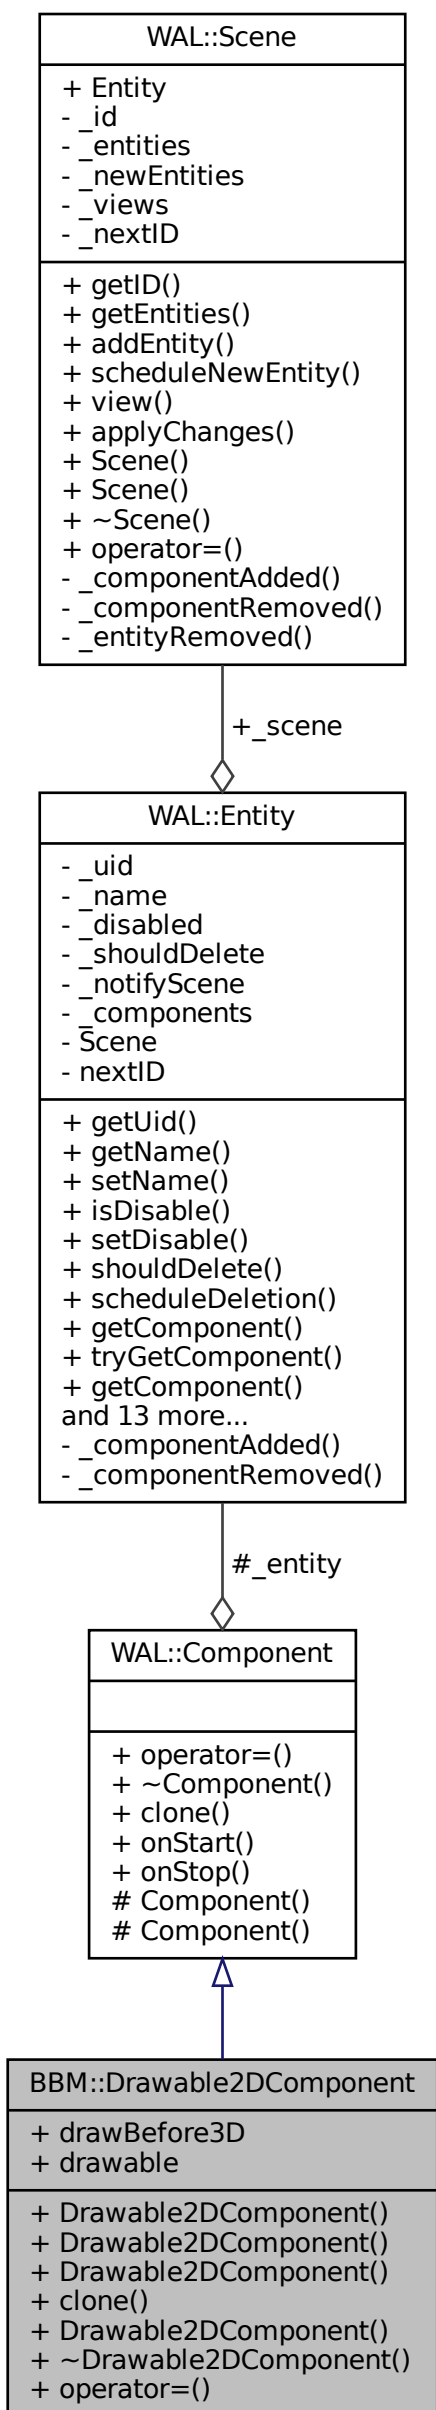 WAL::Scene
+ Entity
- _id
- _entities
- _newEntities
- _views
- _nextID
+ getID()
+ getEntities()
+ addEntity()
+ scheduleNewEntity()
+ view()
+ applyChanges()
+ Scene()
+ Scene()
+ ~Scene()
+ operator=()
- _componentAdded()
- _componentRemoved()
- _entityRemoved()
+_scene
WAL::Entity
- _uid
- _name
- _disabled
- _shouldDelete
- _notifyScene
- _components
- Scene
- nextID
+ getUid()
+ getName()
+ setName()
+ isDisable()
+ setDisable()
+ shouldDelete()
+ scheduleDeletion()
+ getComponent()
+ tryGetComponent()
+ getComponent()
and 13 more...
- _componentAdded()
- _componentRemoved()
#_entity
WAL::Component
+ operator=()
+ ~Component()
+ clone()
+ onStart()
+ onStop()
# Component()
# Component()
BBM::Drawable2DComponent
+ drawBefore3D
+ drawable
+ Drawable2DComponent()
+ Drawable2DComponent()
+ Drawable2DComponent()
+ clone()
+ Drawable2DComponent()
+ ~Drawable2DComponent()
+ operator=()